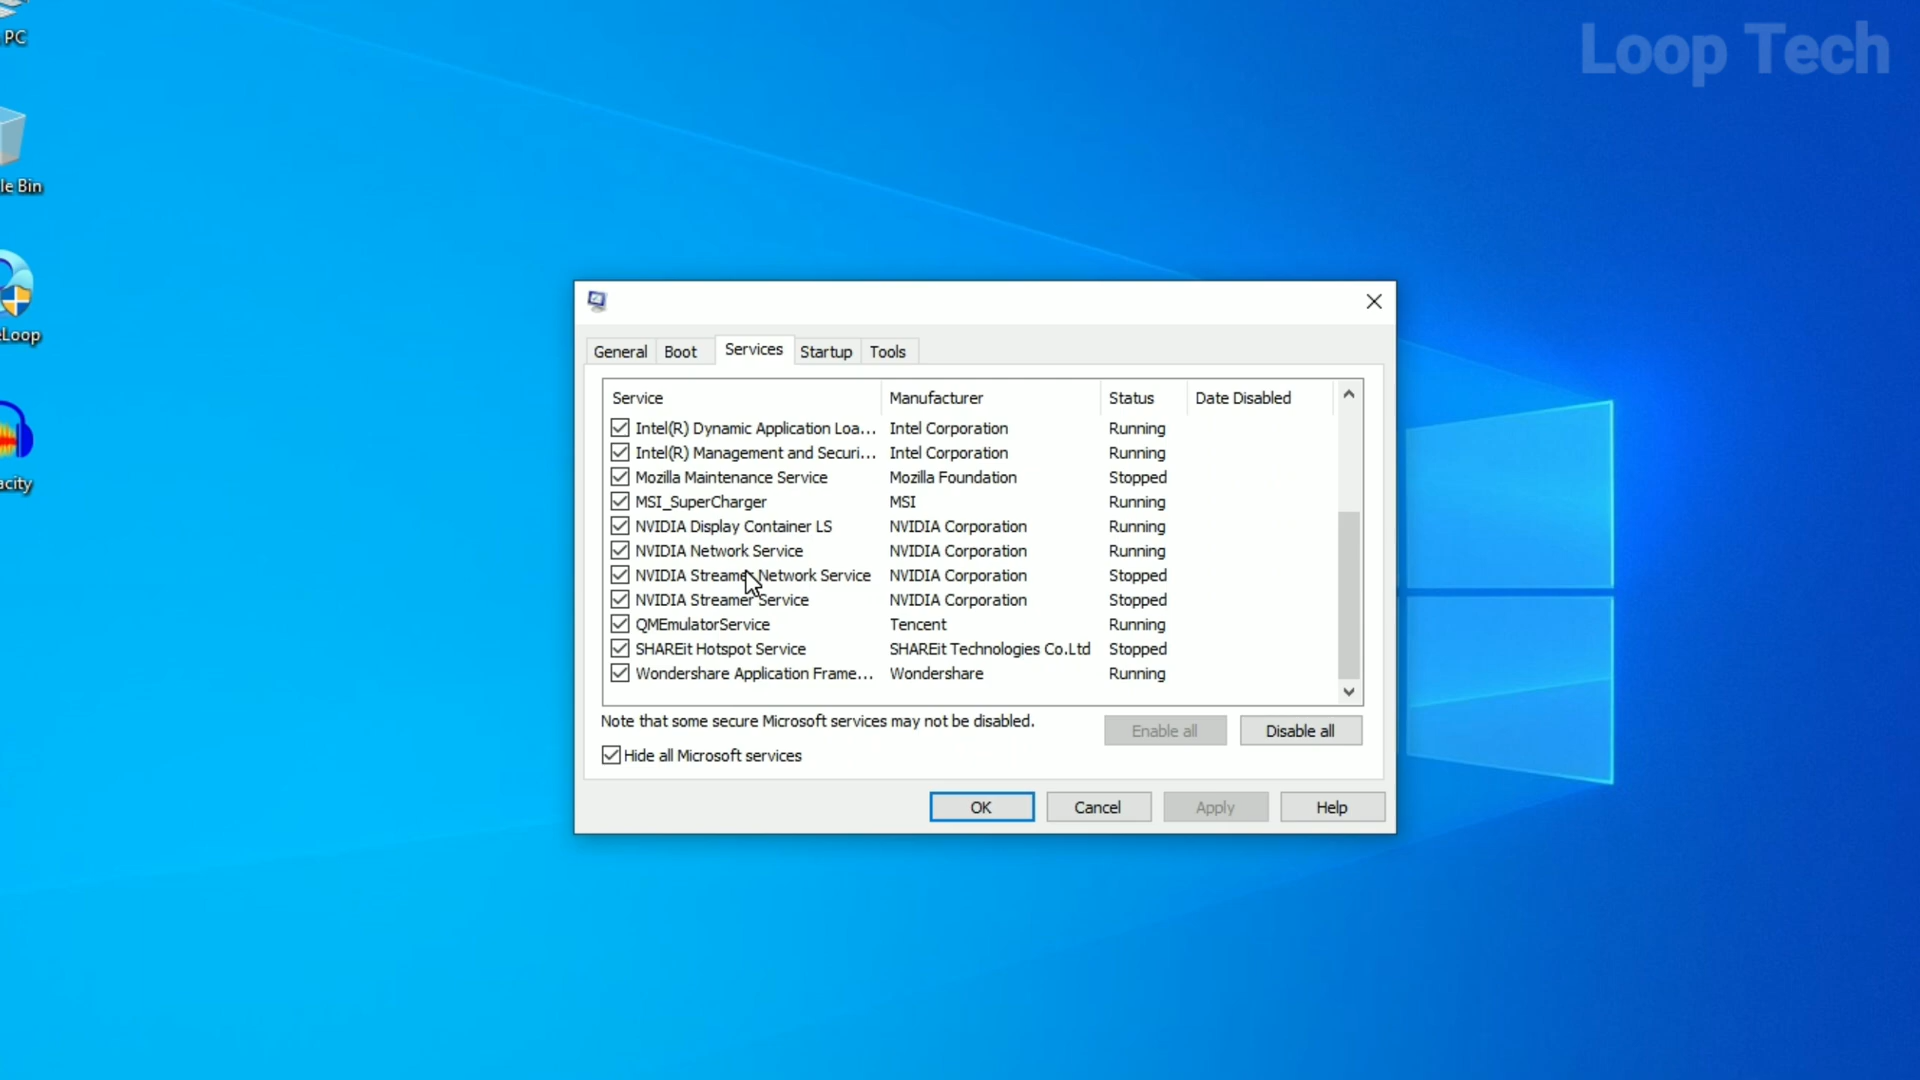 Loop Tech
PC
le Bin
Loop
acity
General Boot Services Startup Tools
Service Manufacturer Status Date Disabled
Intel(R) Dynamic Application Loa... Intel Corporation Running
Intel(R) Management and Securi... Intel Corporation Running
Mozilla Maintenance Service Mozilla Foundation Stopped
MSI_SuperCharger MSI Running
NVIDIA Display Container LS NVIDIA Corporation Running
NVIDIA Network Service NVIDIA Corporation Running
NVIDIA Streamer Network Service NVIDIA Corporation Stopped
NVIDIA Streamer Service NVIDIA Corporation Stopped
QMEmulatorService Tencent Running
SHAREit Hotspot Service SHAREit Technologies Co.Ltd Stopped
Wondershare Application Frame... Wondershare Running
Note that some secure Microsoft services may not be disabled.
Enable all Disable all
Hide all Microsoft services
OK Cancel Apply Help